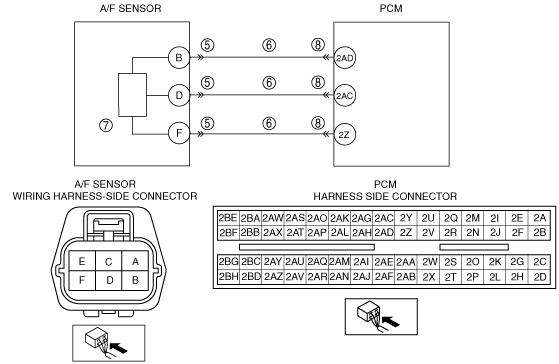 A/F SENSOR
PCM
B 5 6 8 2AD
D 5 6 8 2AC
7 F 5 6 8 2Z
A/F SENSOR
WIRING HARNESS-SIDE CONNECTOR
E C A
F D B
PCM
HARNESS SIDE CONNECTOR
2BE 2BA 2AW 2AS 2AO 2AK 2AG 2AC 2Y 2U 2Q 2M 2I 2E 2A
2BF 2BB 2AX 2AT 2AP 2AL 2AH 2AD 2Z 2V 2R 2N 2J 2F 2B
2BG 2BC 2AY 2AU 2AQ 2AM 2AI 2AE 2AA 2W 2S 2O 2K 2G 2C
2BH 2BD 2AZ 2AV 2AR 2AN 2AJ 2AF 2AB 2X 2T 2P 2L 2H 2D